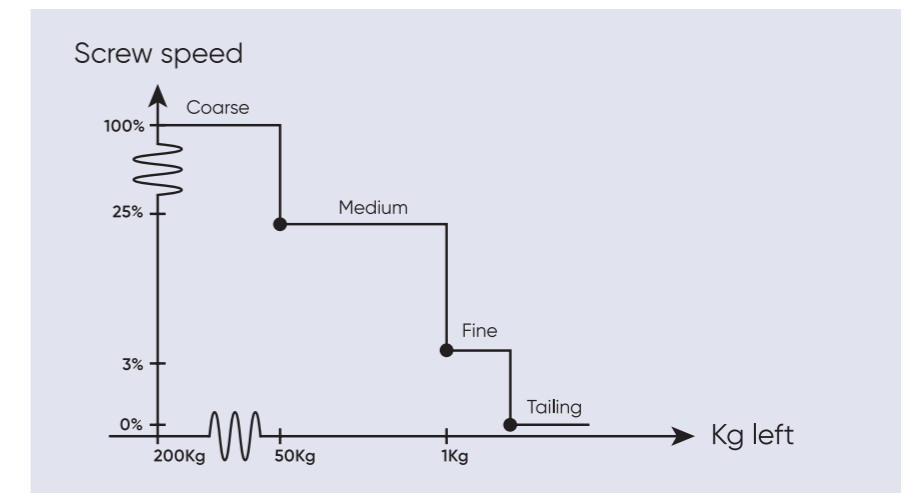 Screw speed
Coarse
100%
Medium
25%
Fine
3%
Tailing
0%
Kg left
200Kg
50Kg
1Kg